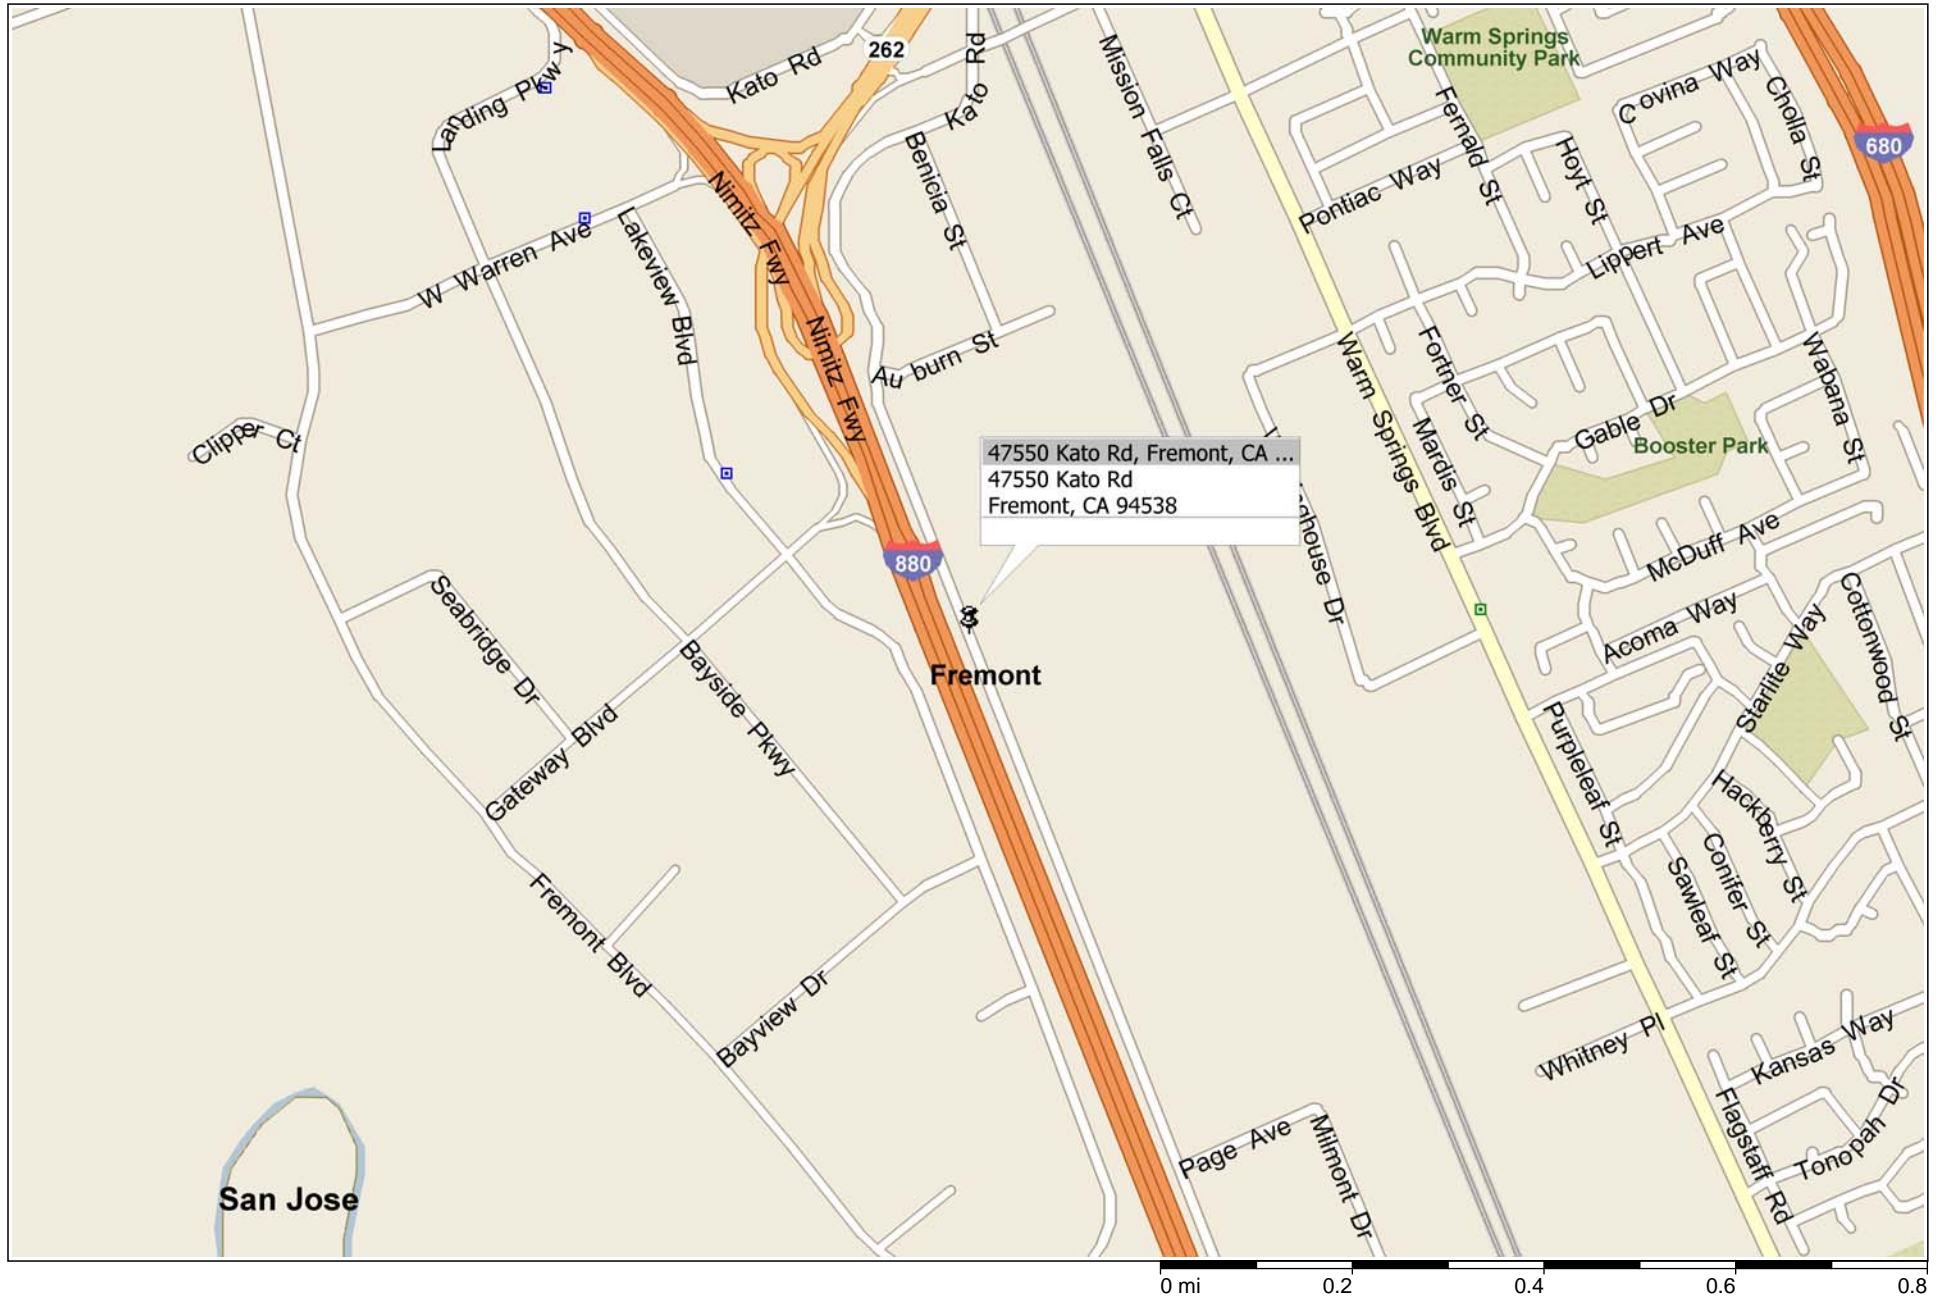 Warm Springs
Community Park
262
Kato Rd
Kato Rd
Landing Pkwy
Mission Falls Ct
Covina Way
Cholla St
680
Fernald St
Hoyt St
Benicia St
Pontiac Way
Nimitz Fwy
W Warren Ave
Lakeview Blvd
Lippert Ave
Nimitz Fwy
Auburn St
Warm Springs Blvd
Fortner St
Wabana St
Clipper Ct
Gable Dr
Mardis St
Booster Park
47550 Kato Rd, Fremont, CA ...
47550 Kato Rd
Fremont, CA 94538
ghouse Dr
McDuff Ave
880
Seabridge Dr
Acoma Way
Starlite Way
Cottonwood St
Fremont
Bayside Pkwy
Gateway Blvd
Purpleleaf St
Hackberry St
Conifer St
Sawleaf St
Fremont Blvd
Bayview Dr
Whitney Pl
Kansas Way
Page Ave
Milmont Dr
Flagstaff Rd
Tonopah Dr
San Jose
0 mi 0.2 0.4 0.6 0.8